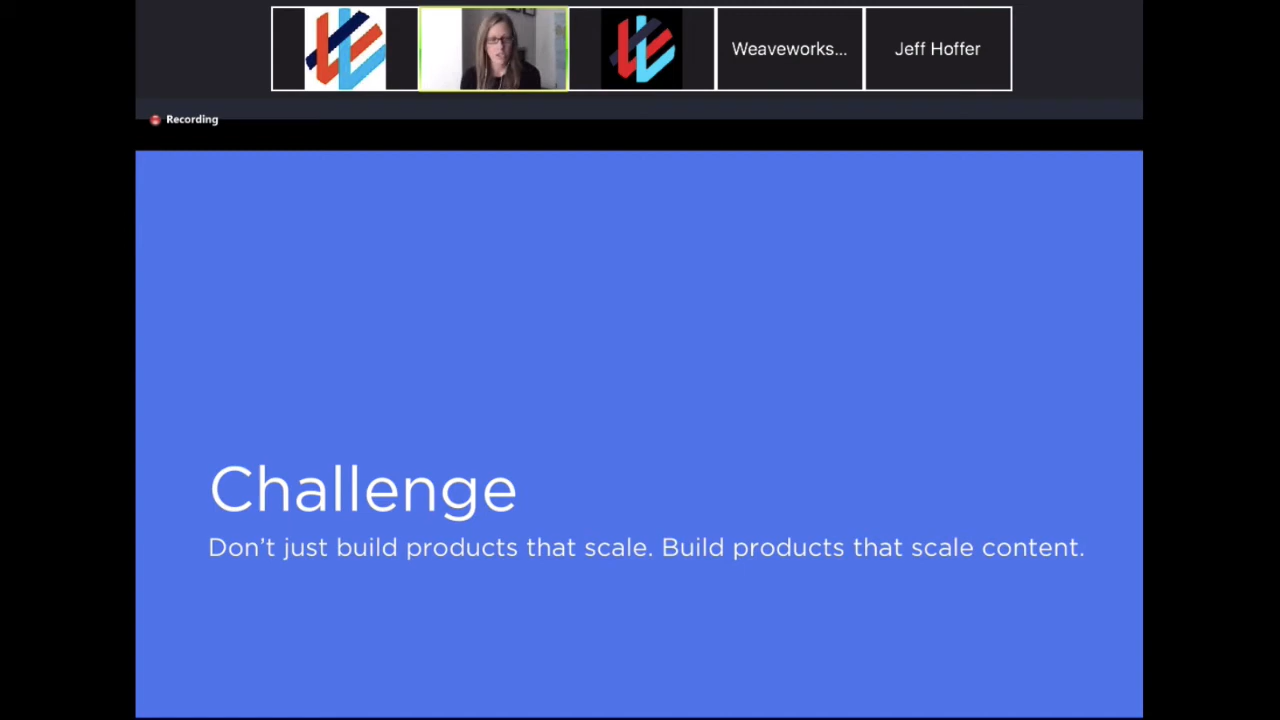 Weaveworks...
Jeff Hoffer
Recording
Challenge
Don’t just build products that scale. Build products that scale content.